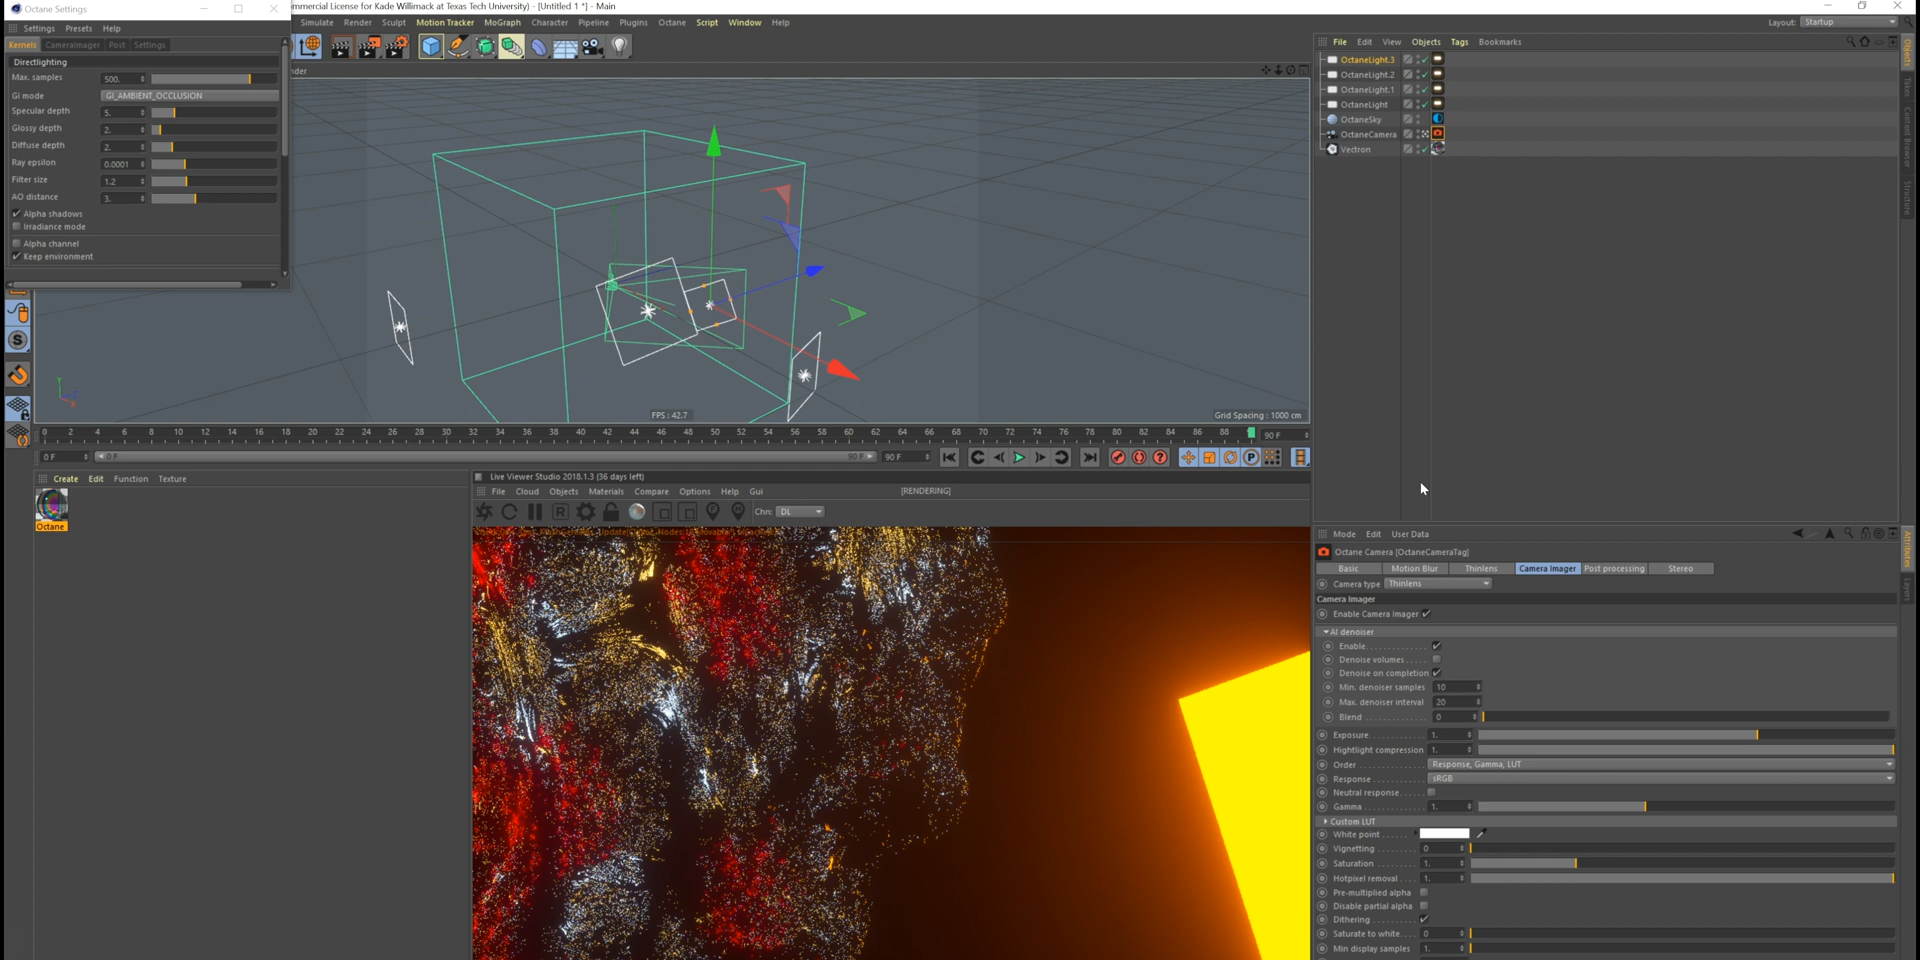 Octane Settings
mmercial License for Kade Willimack at Texas Tech University) - [Untitled 1 *] - Main
Settings Presets Help
Simulate Render Sculpt Motion Tracker MoGraph Character Pipeline Plugins Octane Script Window Help
Layout: Startup
Kernels CameraImager Post Settings
Directlighting
Max. samples 500.
GI mode GI_AMBIENT_OCCLUSION
Specular depth 5.
Glossy depth 2.
Diffuse depth 2.
Ray epsilon 0.0001
Filter size 1.2
AO distance 3.
Alpha shadows
Irradiance mode
Alpha channel
Keep environment
nder
File Edit View Objects Tags Bookmarks
OctaneLight.3
OctaneLight.2
OctaneLight.1
OctaneLight
OctaneSky
OctaneCamera
Vectron
Objects
Takes
Content Browser
Structure
Y
FPS : 42.7
Grid Spacing : 1000 cm
0 2 4 6 8 10 12 14 16 18 20 22 24 26 28 30 32 34 36 38 40 42 44 46 48 50 52 54 56 58 60 62 64 66 68 70 72 74 76 78 80 82 84 86 88 90 F
0 F 0 F 90 F 90 F
Create Edit Function Texture
Octane
Live Viewer Studio 2018.1.3 (36 days left)
File Cloud Objects Materials Compare Options Help Gui [RENDERING]
Chn: DL
Mode Edit User Data
Octane Camera [OctaneCameraTag]
Basic Motion Blur Thinlens Camera Imager Post processing Stereo
Camera type Thinlens
Camera Imager
Enable Camera Imager
AI denoiser
Enable
Denoise volumes
Denoise on completion
Min. denoiser samples 10
Max. denoiser interval 20
Blend 0
Exposure 1.
Hightlight compression 1.
Order Response, Gamma, LUT
Response sRGB
Neutral response
Gamma 1.
Custom LUT
White point
Vignetting 0
Saturation 1.
Hotpixel removal 1.
Pre-multiplied alpha
Disable partial alpha
Dithering
Saturate to white 0
Min display samples 1.
Attributes
Layers